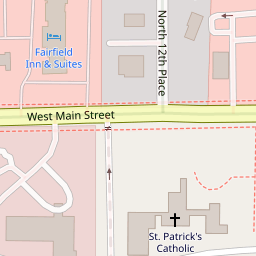 Fairfield
Inn & Suites
North 12th Place
West Main Street
St. Patrick's
Catholic